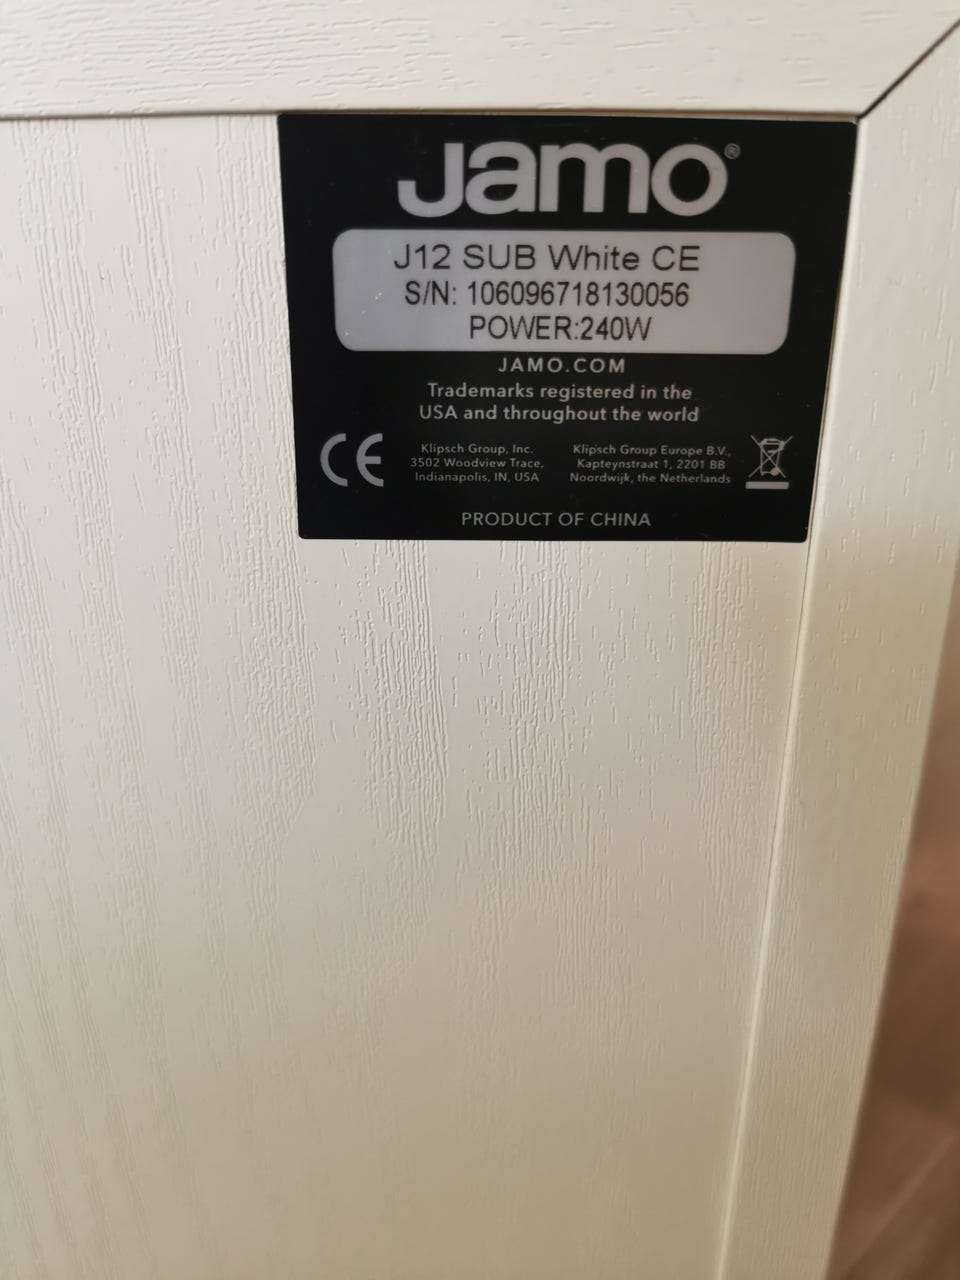 Jamo®
J12 SUB White CE
S/N: 106096718130056
POWER:240W
JAMO.COM
Trademarks registered in the
USA and throughout the world
CE
Klipsch Group, Inc.
3502 Woodview Trace,
Indianapolis, IN, USA
Klipsch Group Europe B.V.,
Kapteynstraat 1, 2201 BB
Noordwijk, the Netherlands
PRODUCT OF CHINA